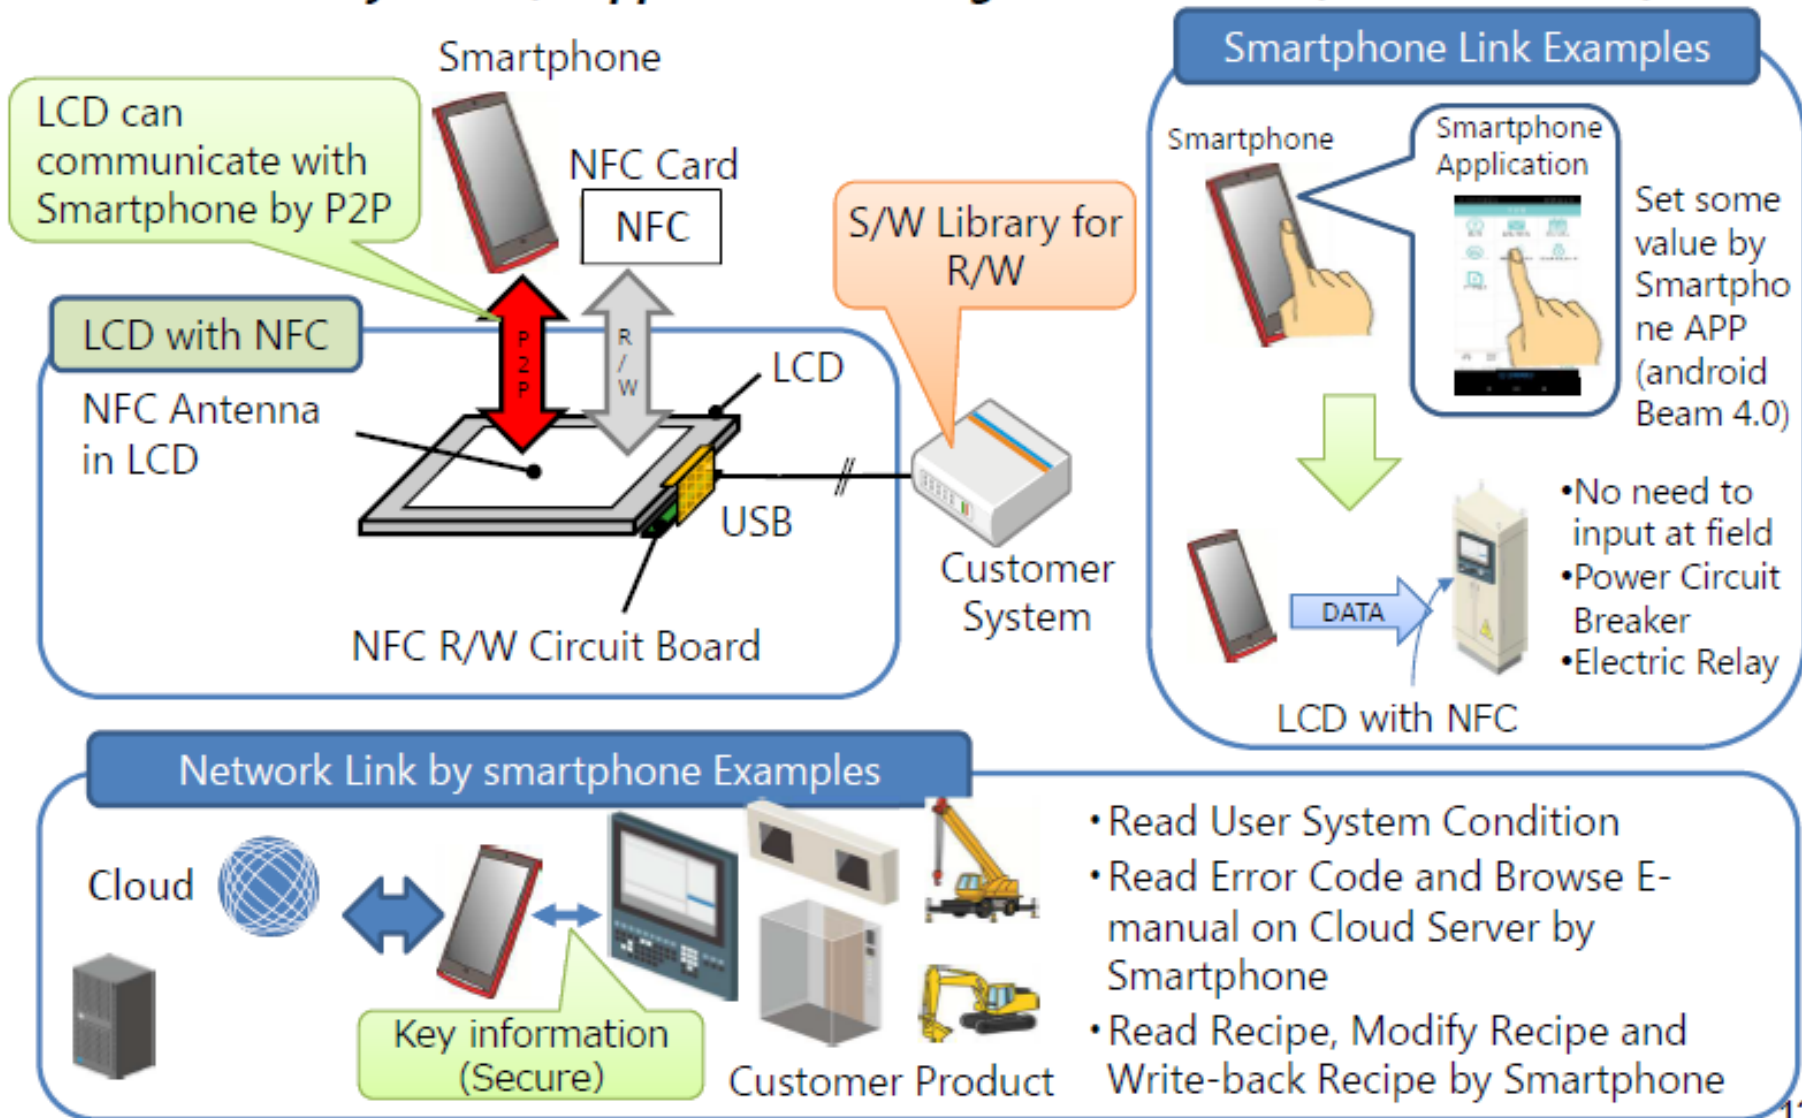 Smartphone
LCD can
communicate with
Smartphone by P2P
NFC Card
NFC
S/W Library for
R/W
LCD with NFC
P2P
R/W
LCD
NFC Antenna
in LCD
USB
Customer
System
NFC R/W Circuit Board
Smartphone Link Examples
Smartphone
Smartphone
Application
Set some
value by
Smartpho
ne APP
(android
Beam 4.0)
•No need to
input at field
•Power Circuit
Breaker
•Electric Relay
DATA
LCD with NFC
Network Link by smartphone Examples
Cloud
Key information
(Secure)
Customer Product
・Read User System Condition
・Read Error Code and Browse E-
manual on Cloud Server by
Smartphone
・Read Recipe, Modify Recipe and
Write-back Recipe by Smartphone